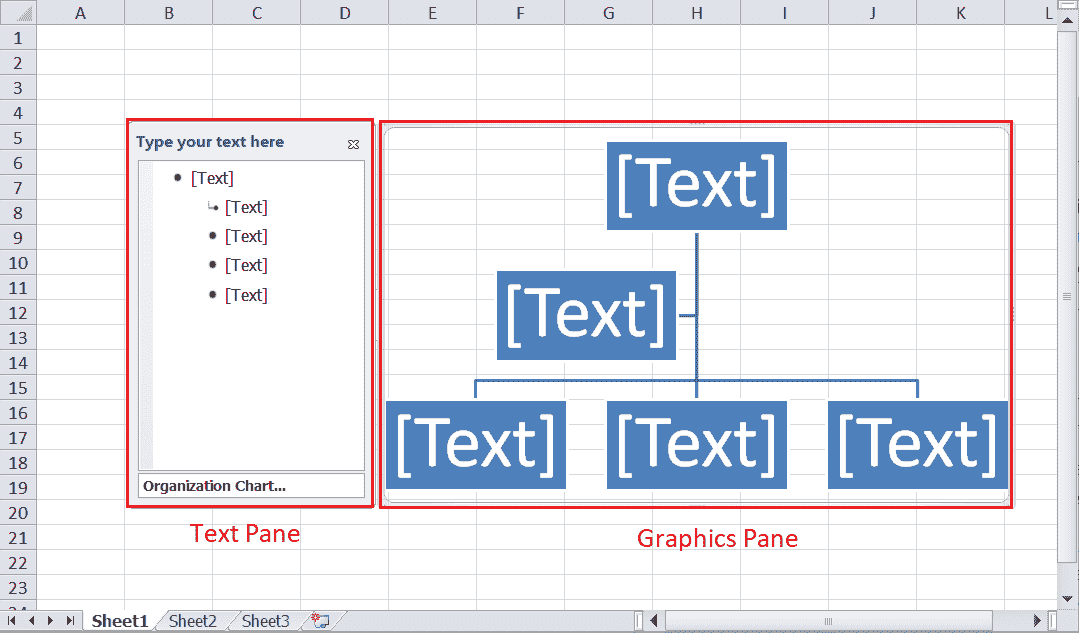 A B C D E F G H I J K L
1
2
3
4
5
6
7
8
9
10
11
12
13
14
15
16
17
18
19
20
21
22
23
24
Type your text here
[Text]
[Text]
[Text]
[Text]
[Text]
Organization Chart...
Text Pane
[Text]
[Text]
[Text] [Text] [Text]
Graphics Pane
Sheet1 Sheet2 Sheet3